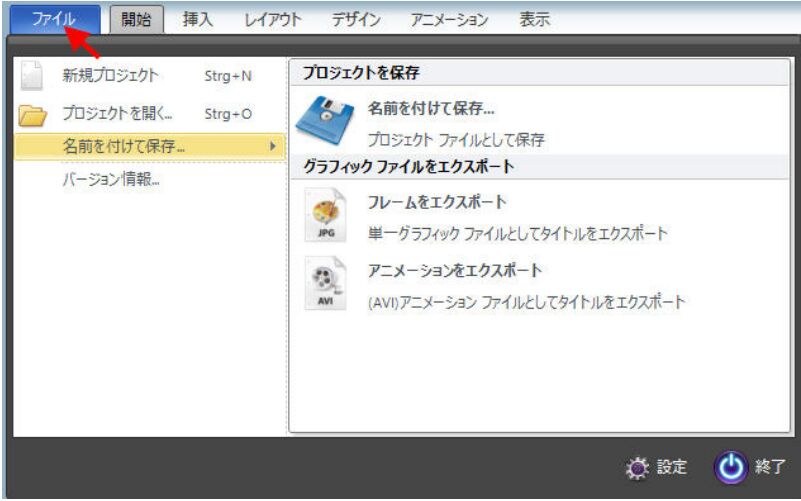 ファイル 開始 挿入 レイアウト デザイン アニメーション 表示
新規プロジェクト Strg+N
プロジェクトを開く... Strg+O
名前を付けて保存...
バージョン情報...
プロジェクトを保存
名前を付けて保存...
プロジェクト ファイルとして保存
グラフィック ファイルをエクスポート
JPG
フレームをエクスポート
単一グラフィック ファイルとしてタイトルをエクスポート
AVI
アニメーションをエクスポート
(AVI)アニメーション ファイルとしてタイトルをエクスポート
設定 終了